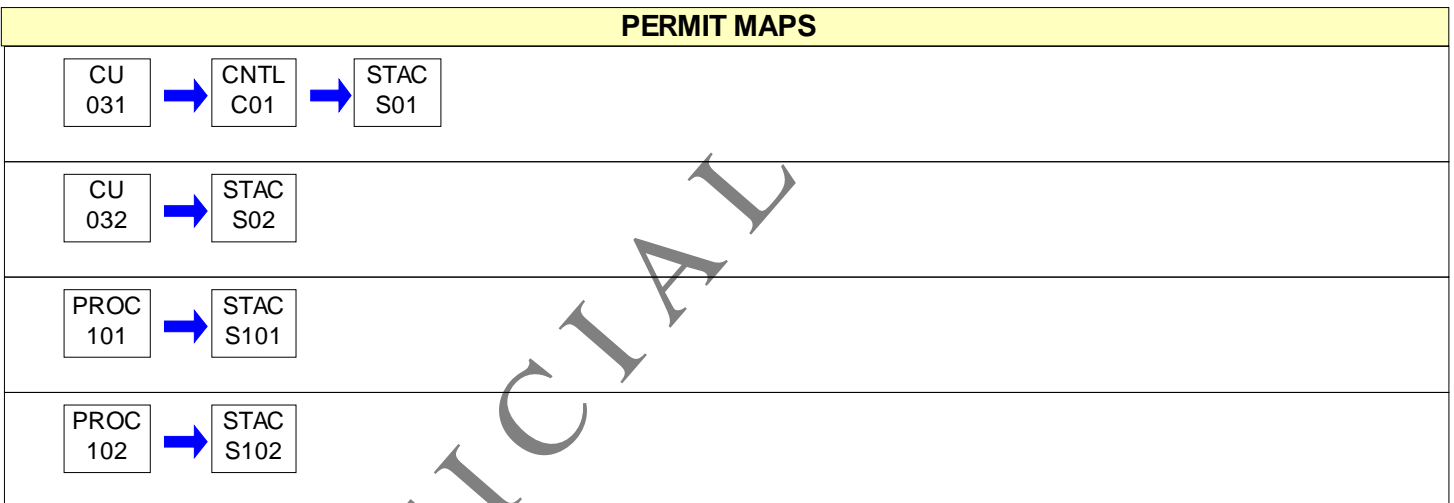 PERMIT MAPS
CU CNTL STAC
031 C01 S01
CU STAC
032 S02
PROC STAC
101 S101
PROC STAC
102 S102
ICIAL